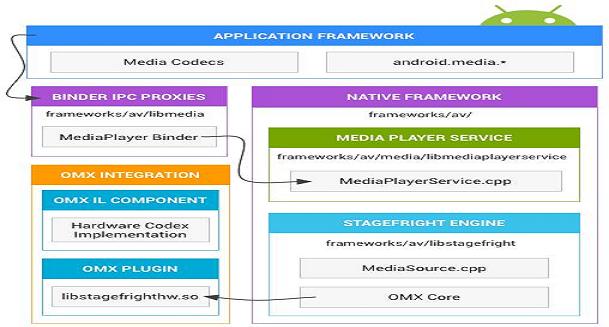 APPLICATION FRAMEWORK
Media Codecs
android.media.*
BINDER IPC PROXIES
frameworks/av/libmedia
MediaPlayer Binder
NATIVE FRAMEWORK
frameworks/av/
MEDIA PLAYER SERVICE
frameworks/av/media/libmediaplayerservice
MediaPlayerService.cpp
OMX INTEGRATION
OMX IL COMPONENT
Hardware Codex
Implementation
OMX PLUGIN
libstagefrighthw.so
STAGEFRIGHT ENGINE
frameworks/av/libstagefright
MediaSource.cpp
OMX Core